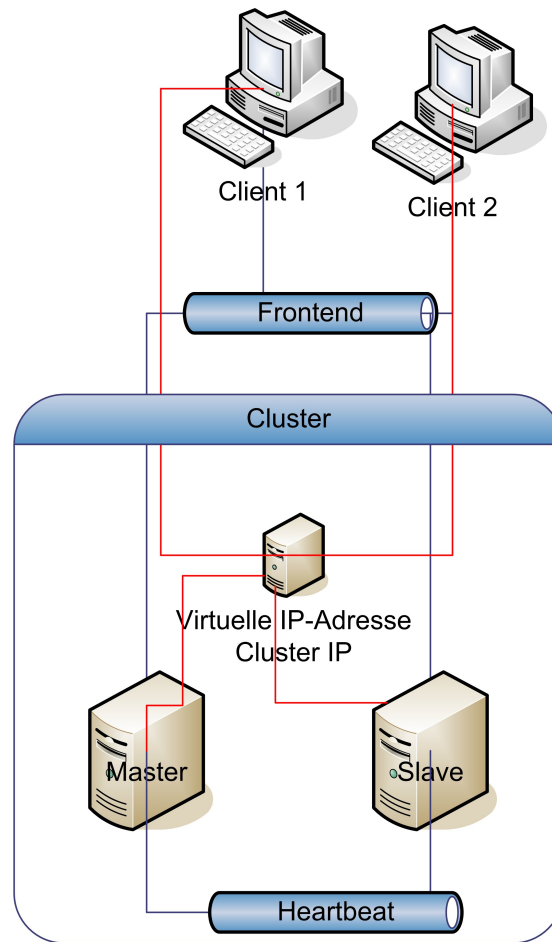 Client 1
Client 2
Frontend
Cluster
Virtuelle IP-Adresse
Cluster IP
Master
Slave
Heartbeat